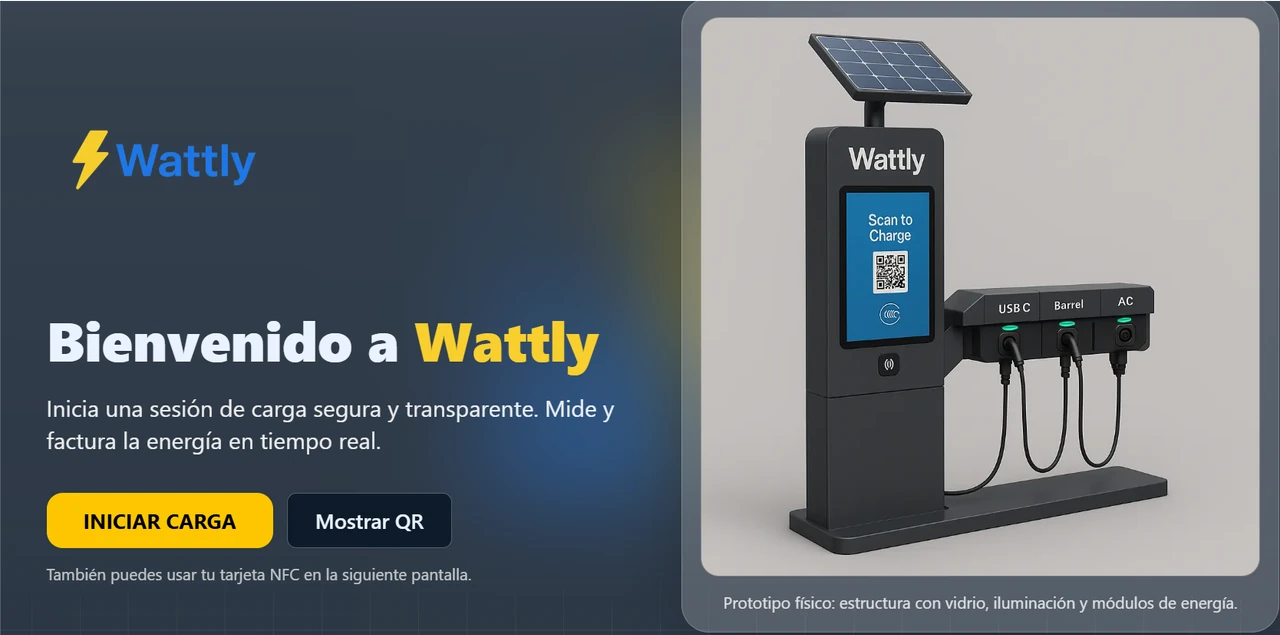 Wattly
Bienvenido a Wattly
Inicia una sesión de carga segura y transparente. Mide y
factura la energía en tiempo real.
INICIAR CARGA
Mostrar QR
También puedes usar tu tarjeta NFC en la siguiente pantalla.
Wattly
Scan to
Charge
USB C
Barrel
AC
Prototipo físico: estructura con vidrio, iluminación y módulos de energía.